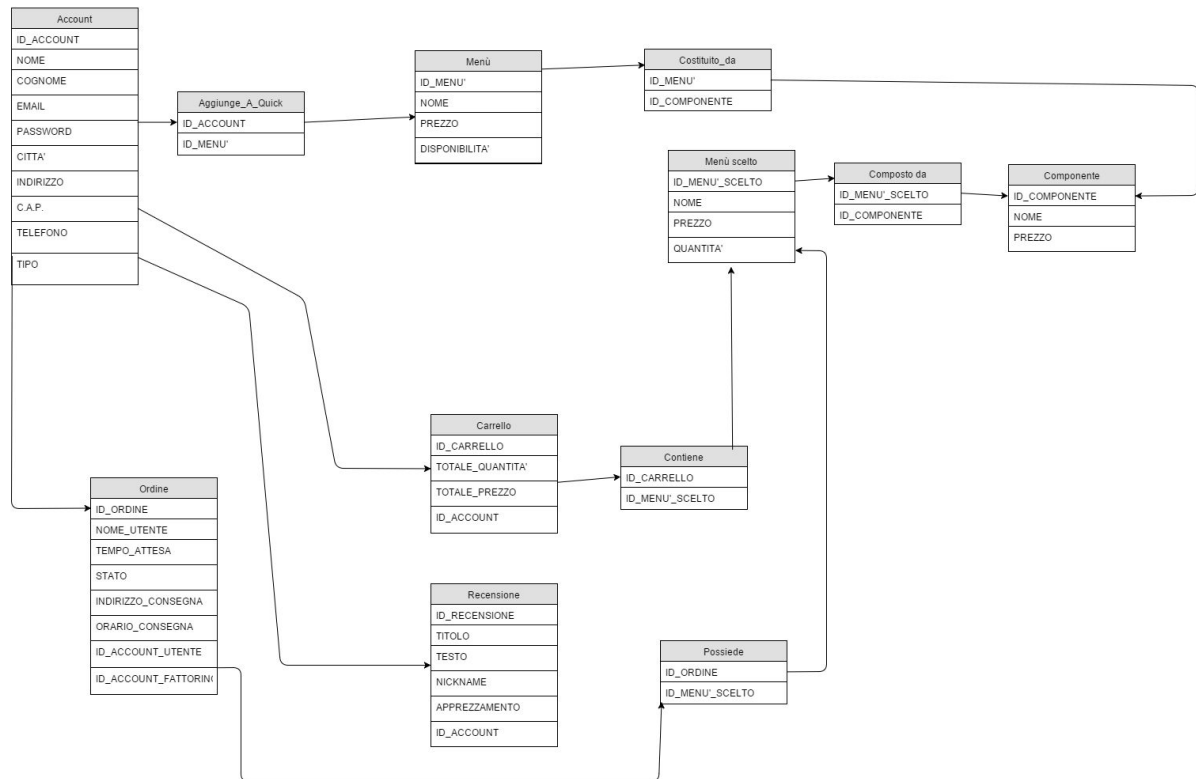 Account
ID_ACCOUNT
NOME
COGNOME
EMAIL
PASSWORD
CITTA'
INDIRIZZO
C.A.P.
TELEFONO
TIPO
Aggiunge_A_Quick
ID_ACCOUNT
ID_MENU'
Menù
ID_MENU'
NOME
PREZZO
DISPONIBILITA'
Costituito_da
ID_MENU'
ID_COMPONENTE
Menù scelto
ID_MENU'_SCELTO
NOME
PREZZO
QUANTITA'
Composto da
ID_MENU'_SCELTO
ID_COMPONENTE
Componente
ID_COMPONENTE
NOME
PREZZO
Carrello
ID_CARRELLO
TOTALE_QUANTITA'
TOTALE_PREZZO
ID_ACCOUNT
Contiene
ID_CARRELLO
ID_MENU'_SCELTO
Ordine
ID_ORDINE
NOME_UTENTE
TEMPO_ATTESA
STATO
INDIRIZZO_CONSEGNA
ORARIO_CONSEGNA
ID_ACCOUNT_UTENTE
ID_ACCOUNT_FATTORINO
Recensione
ID_RECENSIONE
TITOLO
TESTO
NICKNAME
APPREZZAMENTO
ID_ACCOUNT
Possiede
ID_ORDINE
ID_MENU'_SCELTO